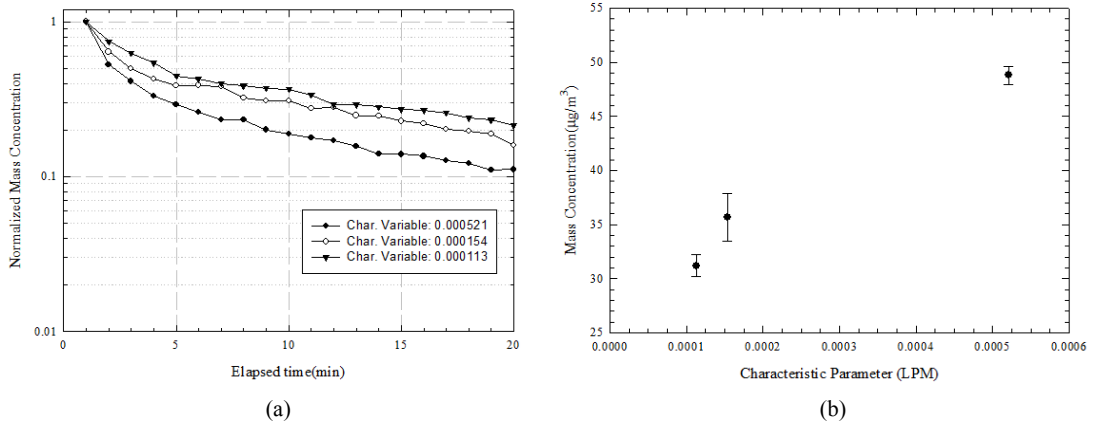 1
0.1
0.01
Normalized Mass Concentration
Char. Variable: 0.000521
Char. Variable: 0.000154
Char. Variable: 0.000113
0 5 10 15 20
Elapsed time(min)
(a)
55
50
45
40
35
30
25
Mass Concentration(µg/m³)
0.0000 0.0001 0.0002 0.0003 0.0004 0.0005 0.0006
Characteristic Parameter (LPM)
(b)